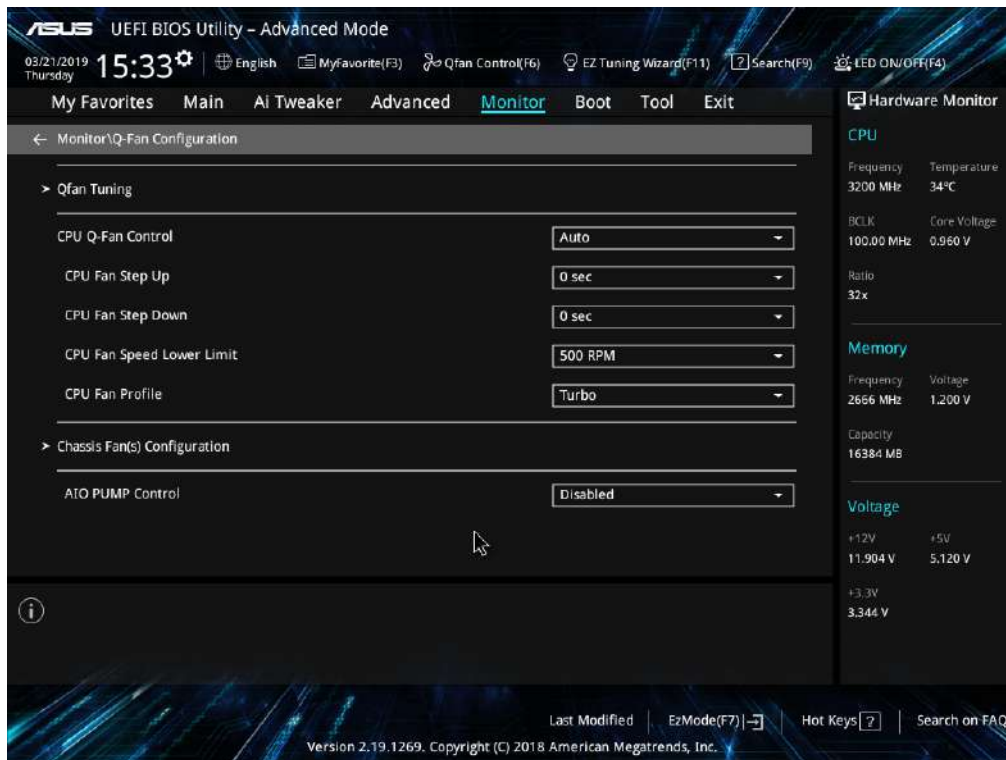 ASUS UEFI BIOS Utility – Advanced Mode
03/21/2019 Thursday 15:33 English MyFavorite(F3) Qfan Control(F6) EZ Tuning Wizard(F11) ? Search(F9) LED ON/OFF(F4)
My Favorites Main Ai Tweaker Advanced Monitor Boot Tool Exit
Hardware Monitor
← Monitor\Q-Fan Configuration
> Qfan Tuning
CPU Q-Fan Control Auto
CPU Fan Step Up 0 sec
CPU Fan Step Down 0 sec
CPU Fan Speed Lower Limit 500 RPM
CPU Fan Profile Turbo
> Chassis Fan(s) Configuration
AIO PUMP Control Disabled
CPU
Frequency Temperature
3200 MHz 34°C
BCLK Core Voltage
100.00 MHz 0.960 V
Ratio
32x
Memory
Frequency Voltage
2666 MHz 1.200 V
Capacity
16384 MB
Voltage
+12V +5V
11.904 V 5.120 V
+3.3V
3.344 V
i
Last Modified EzMode(F7) Hot Keys ? Search on FAQ
Version 2.19.1269. Copyright (C) 2018 American Megatrends, Inc.